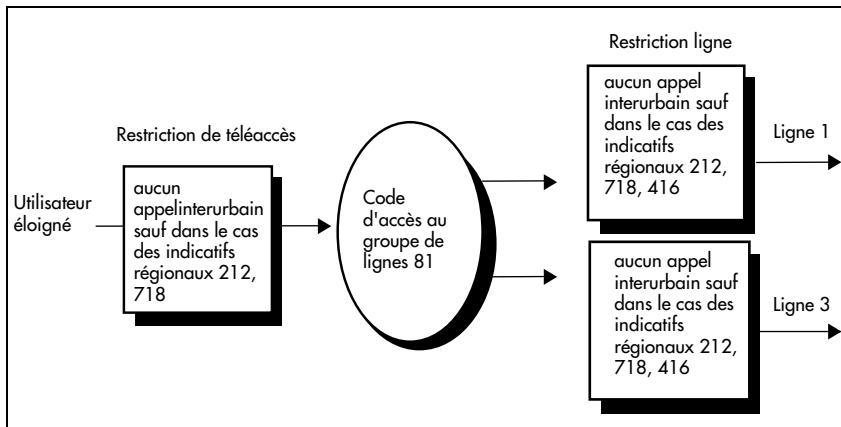 Utilisateur
éloigné
Restriction de téléaccès
aucun
appelinterurbain
sauf dans le cas
des indicatifs
régionaux 212,
718
Code
d'accès au
groupe de
lignes 81
Restriction ligne
aucun appel
interurbain sauf
dans le cas des
indicatifs
régionaux 212,
718, 416
Ligne 1
aucun appel
interurbain sauf
dans le cas des
indicatifs
régionaux 212,
718, 416
Ligne 3